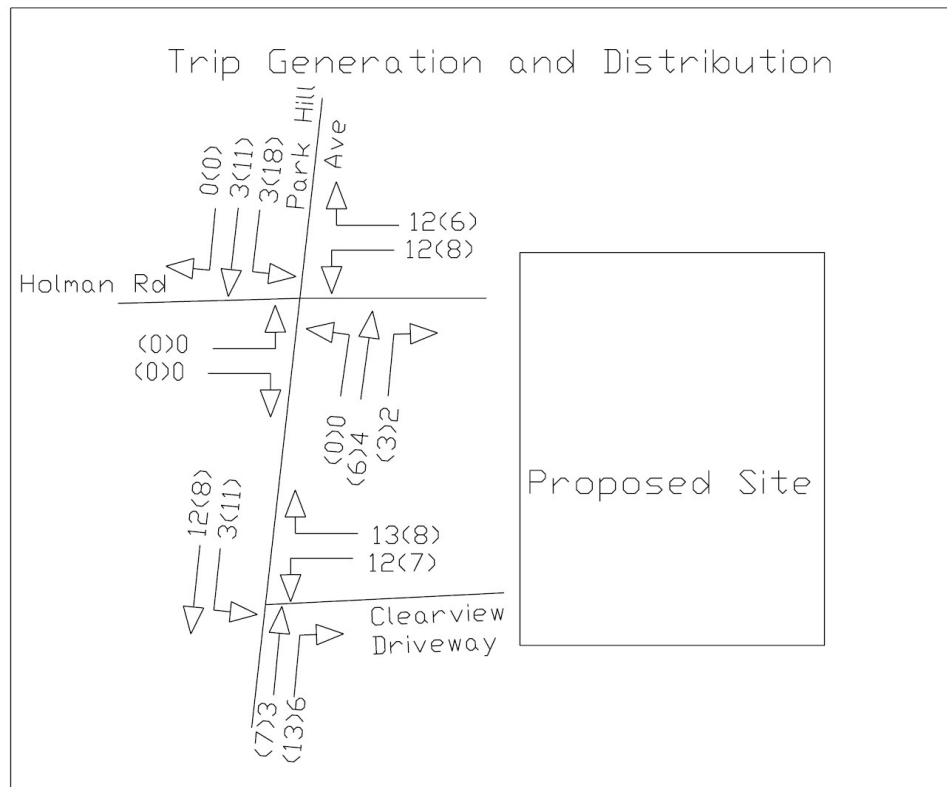 Trip Generation and Distribution
Park Hill
Ave
0(0)
3(11)
3(18)
12(6)
12(8)
Holman Rd
(0)0
(0)0
(0)0
(6)4
(3)2
Proposed Site
12(8)
3(11)
13(8)
12(7)
Clearview
Driveway
(7)3
(13)6